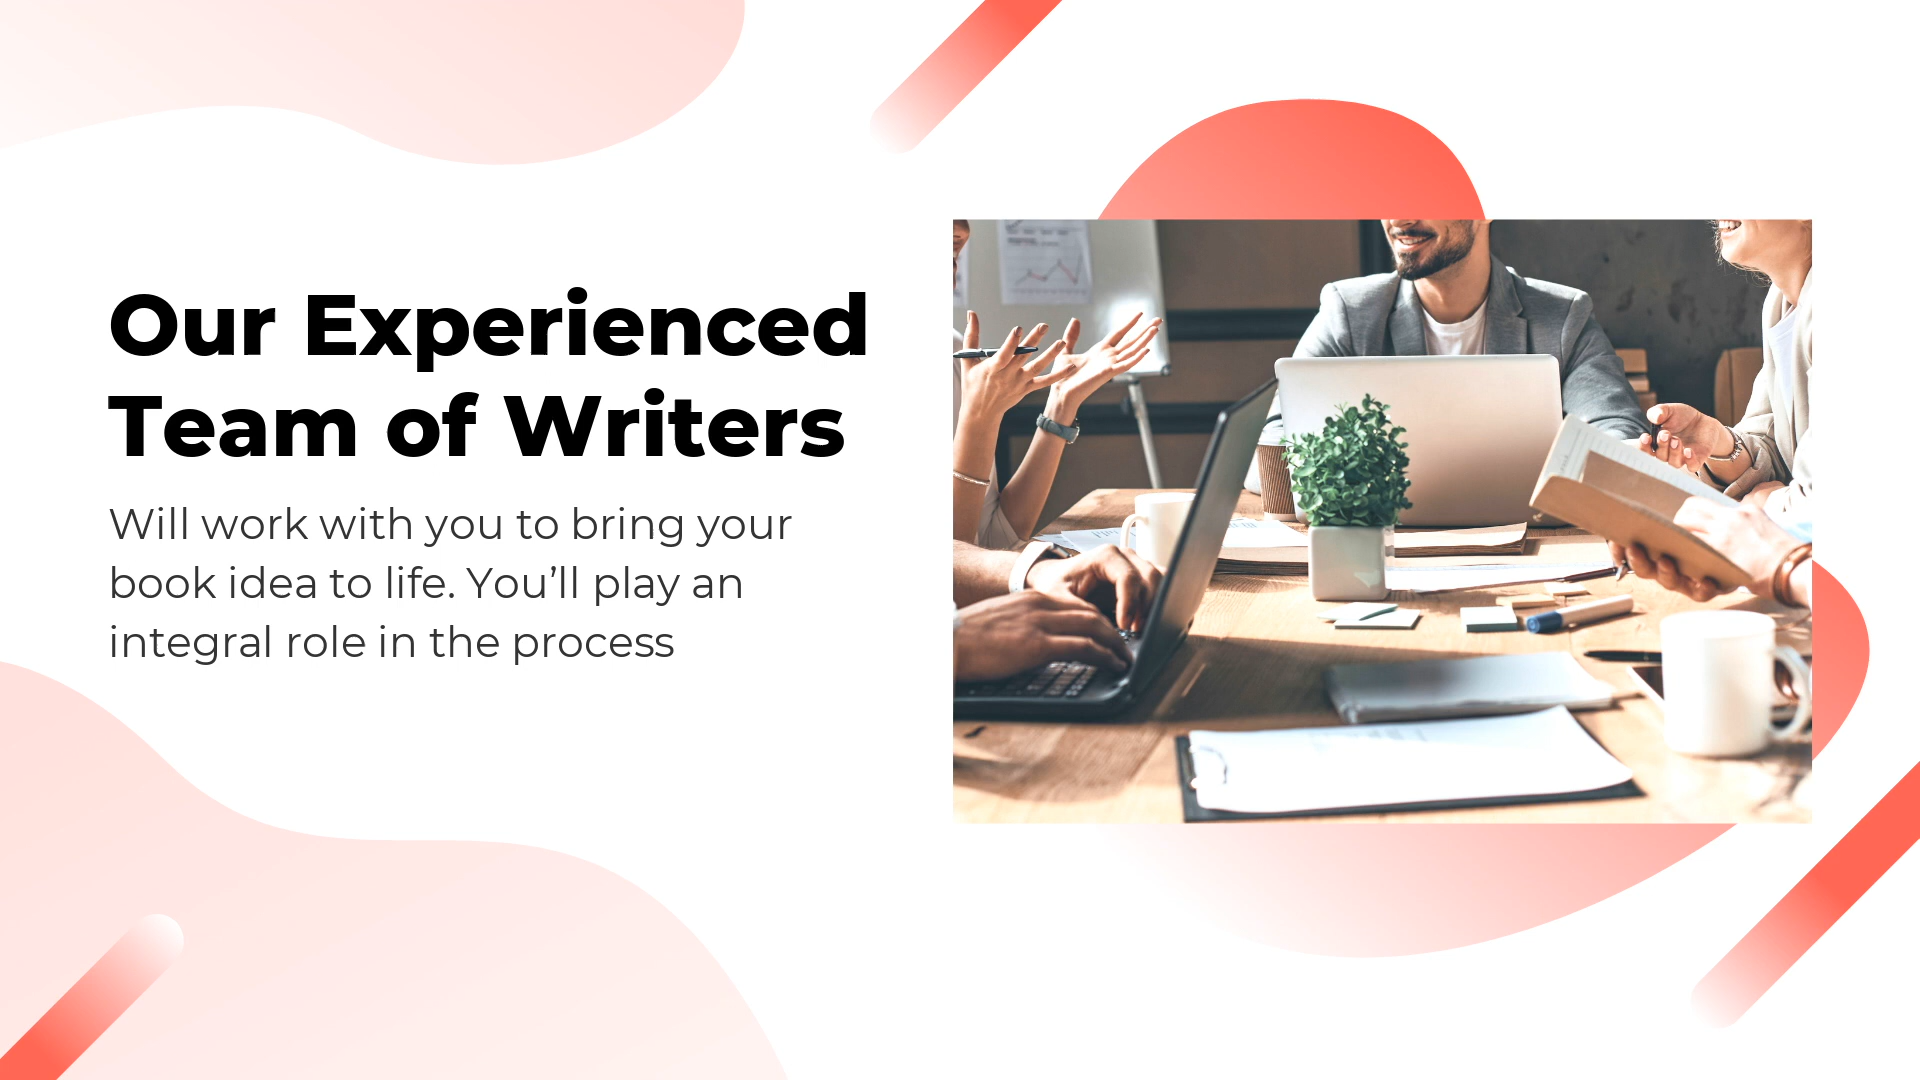 Our Experienced
Team of Writers
Will work with you to bring your
book idea to life. You’ll play an
integral role in the process